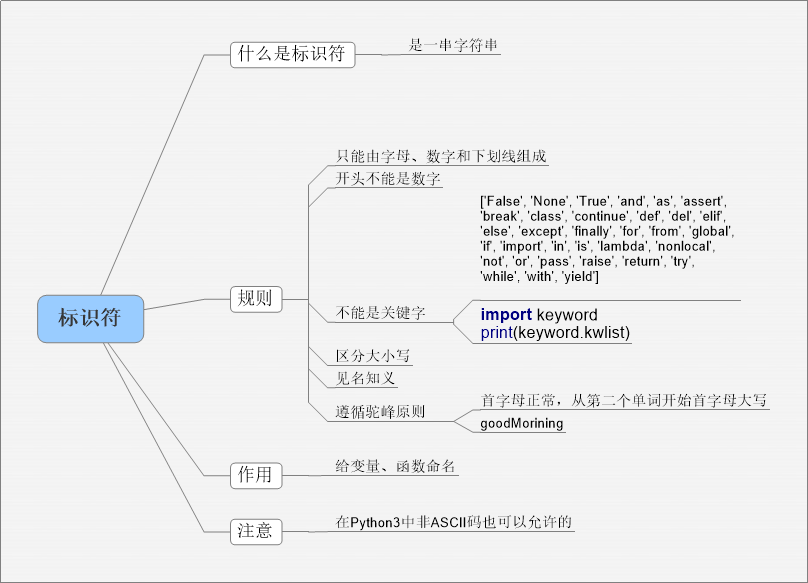 标识符
什么是标识符
是一串字符串
规则
只能由字母、数字和下划线组成
开头不能是数字
不能是关键字
['False', 'None', 'True', 'and', 'as', 'assert',
'break', 'class', 'continue', 'def', 'del', 'elif',
'else', 'except', 'finally', 'for', 'from', 'global',
'if', 'import', 'in', 'is', 'lambda', 'nonlocal',
'not', 'or', 'pass', 'raise', 'return', 'try',
'while', 'with', 'yield']
import keyword
print(keyword.kwlist)
区分大小写
见名知义
遵循驼峰原则
首字母正常，从第二个单词开始首字母大写
goodMorining
作用
给变量、函数命名
注意
在Python3中非ASCII码也可以允许的